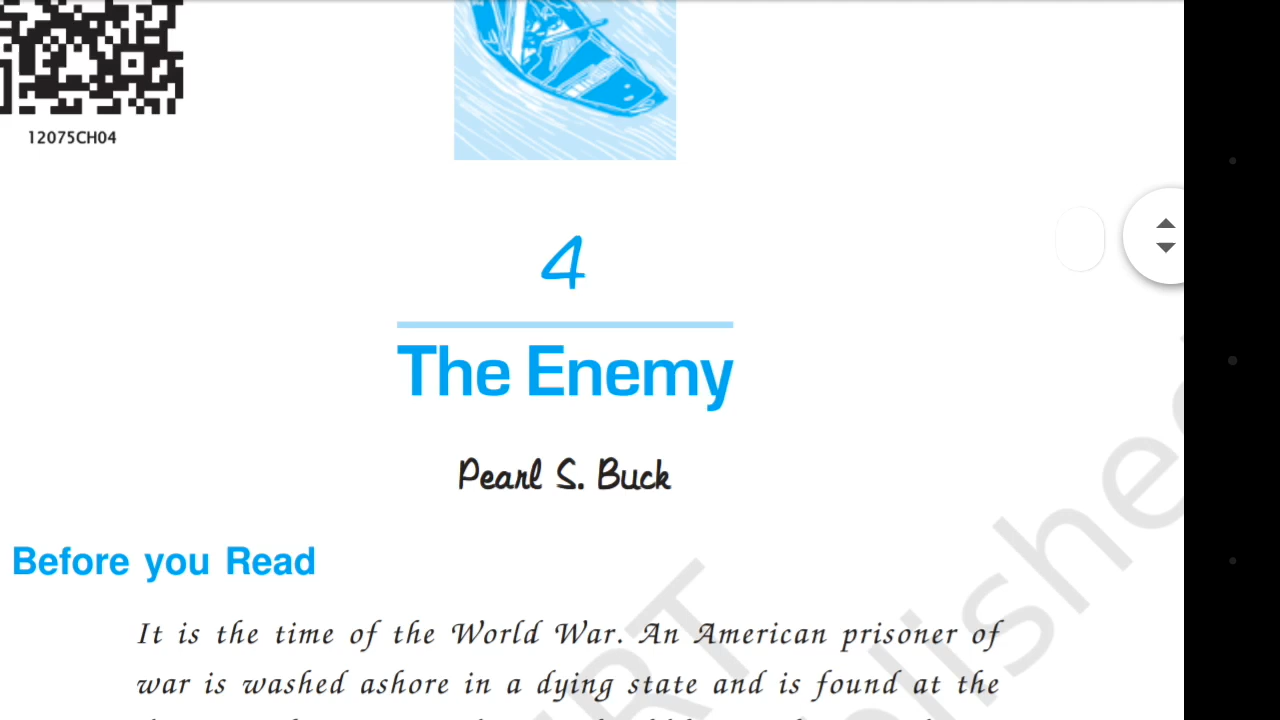 12075CH04
4
The Enemy
Pearl S. Buck
Before you Read
It is the time of the World War. An American prisoner of
war is washed ashore in a dying state and is found at the